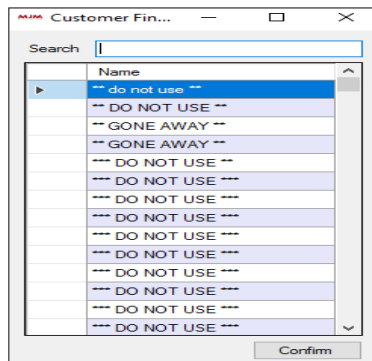 MJM Customer Fin...
Search
Name
** do not use **
** DO NOT USE **
** GONE AWAY **
** GONE AWAY **
*** DO NOT USE **
*** DO NOT USE ***
*** DO NOT USE ***
*** DO NOT USE ***
*** DO NOT USE ***
*** DO NOT USE ***
*** DO NOT USE ***
*** DO NOT USE ***
*** DO NOT USE ***
*** DO NOT USE ***
Confirm